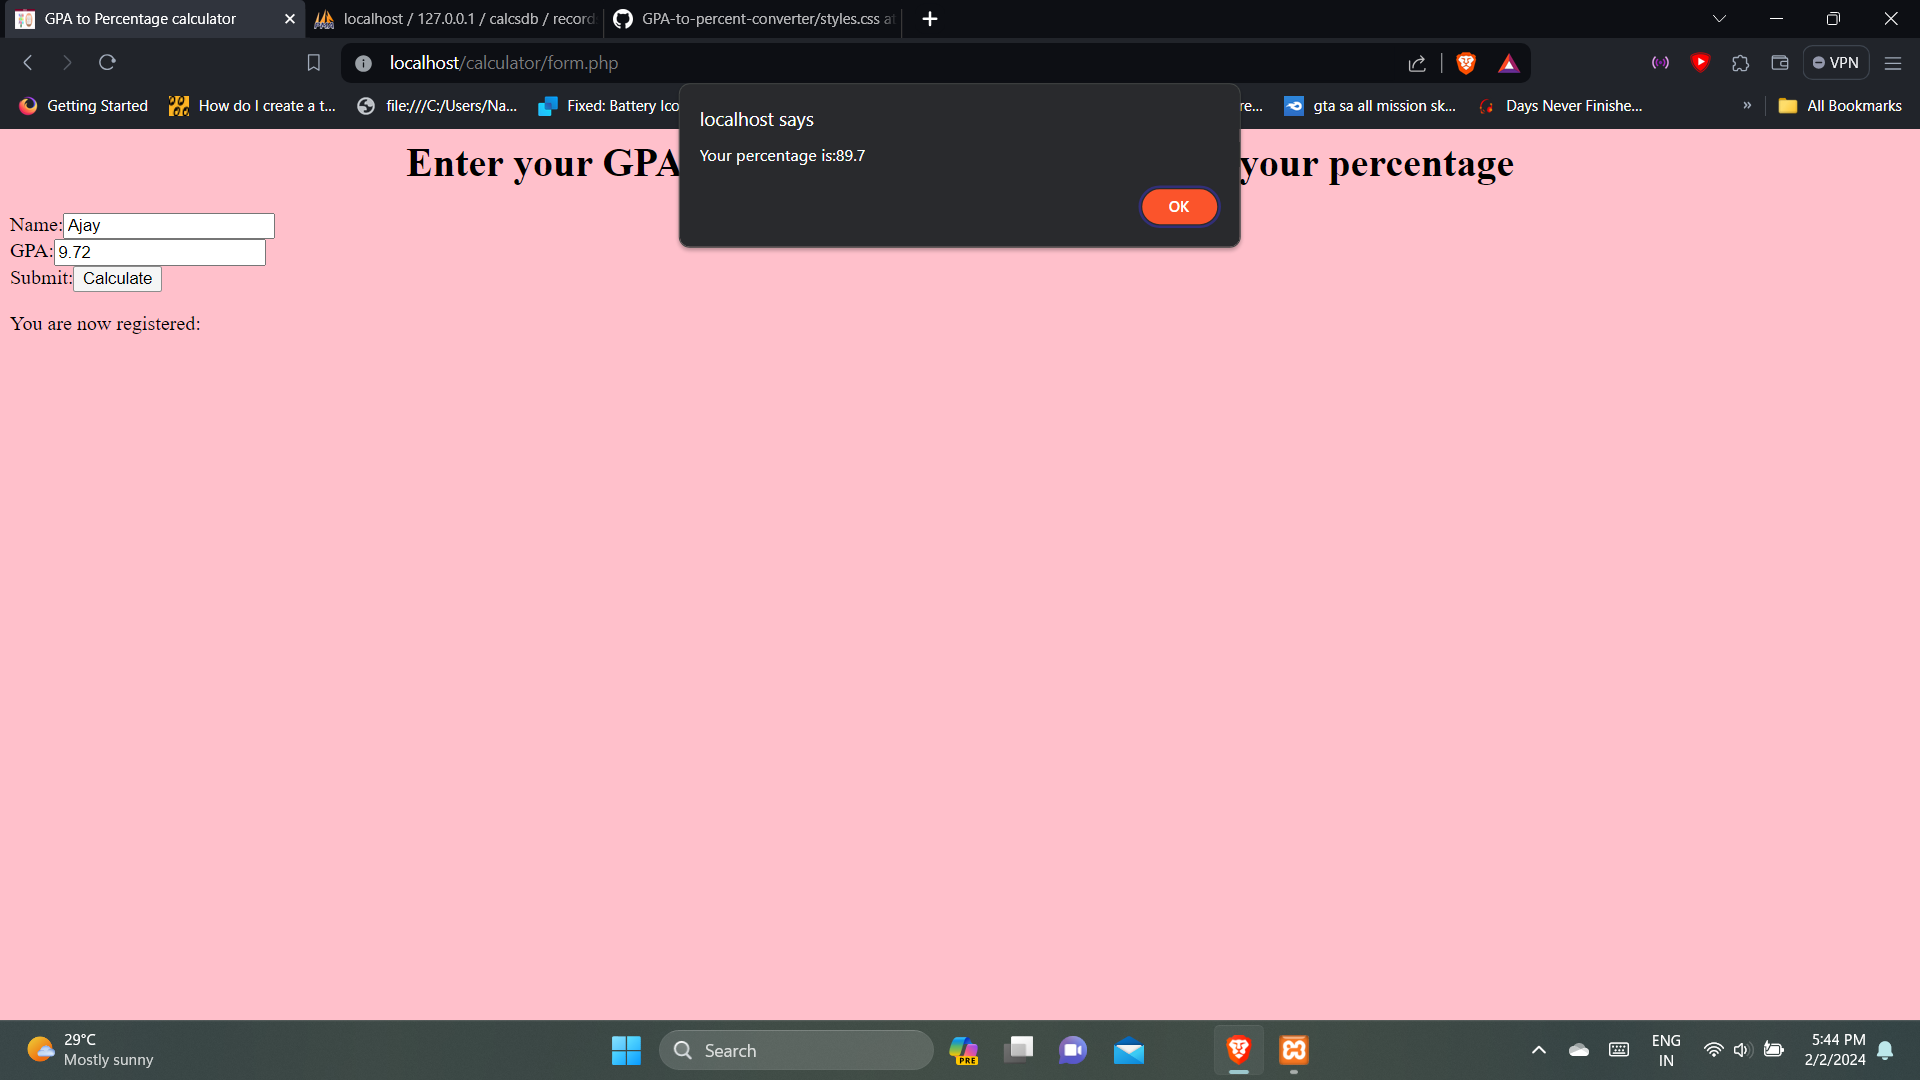 GPA to Percentage calculator
localhost / 127.0.0.1 / calcsdb / record
GPA-to-percent-converter/styles.css at
localhost/calculator/form.php
VPN
Getting Started
How do I create a t...
file:///C:/Users/Na...
Fixed: Battery Ico
re...
gta sa all mission sk...
Days Never Finishe...
»
All Bookmarks
localhost says
Your percentage is:89.7
OK
Enter your GPA
your percentage
Name:Ajay
GPA:9.72
Submit:Calculate
You are now registered:
29°C
Mostly sunny
Search
PRE
ENG
IN
5:44 PM
2/2/2024